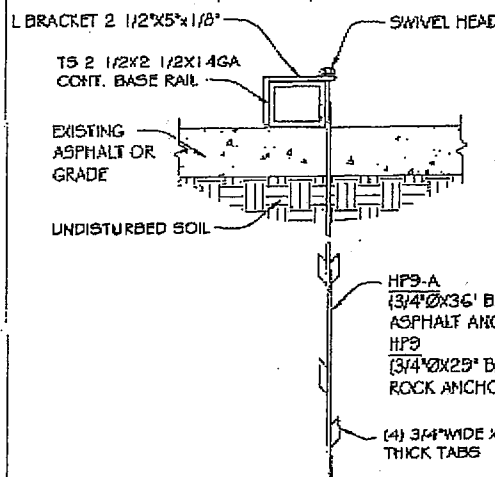 L BRACKET 2 1/2"X5"x1/8"
SWIVEL HEAD
TS 2 1/2X2 1/2X14GA
CONT. BASE RAIL
EXISTING
ASPHALT OR
GRADE
UNDISTURBED SOIL
HP9-A
(3/4"ØX36' B
ASPHALT ANC
HP9
(3/4"ØX29" B
ROCK ANCHO
(4) 3/4"WIDE X
THICK TABS